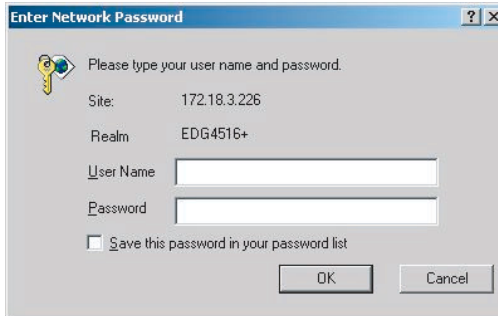 Enter Network Password
Please type your user name and password.
Site: 172.18.3.226
Realm EDG4516+
User Name
Password
Save this password in your password list
OK Cancel